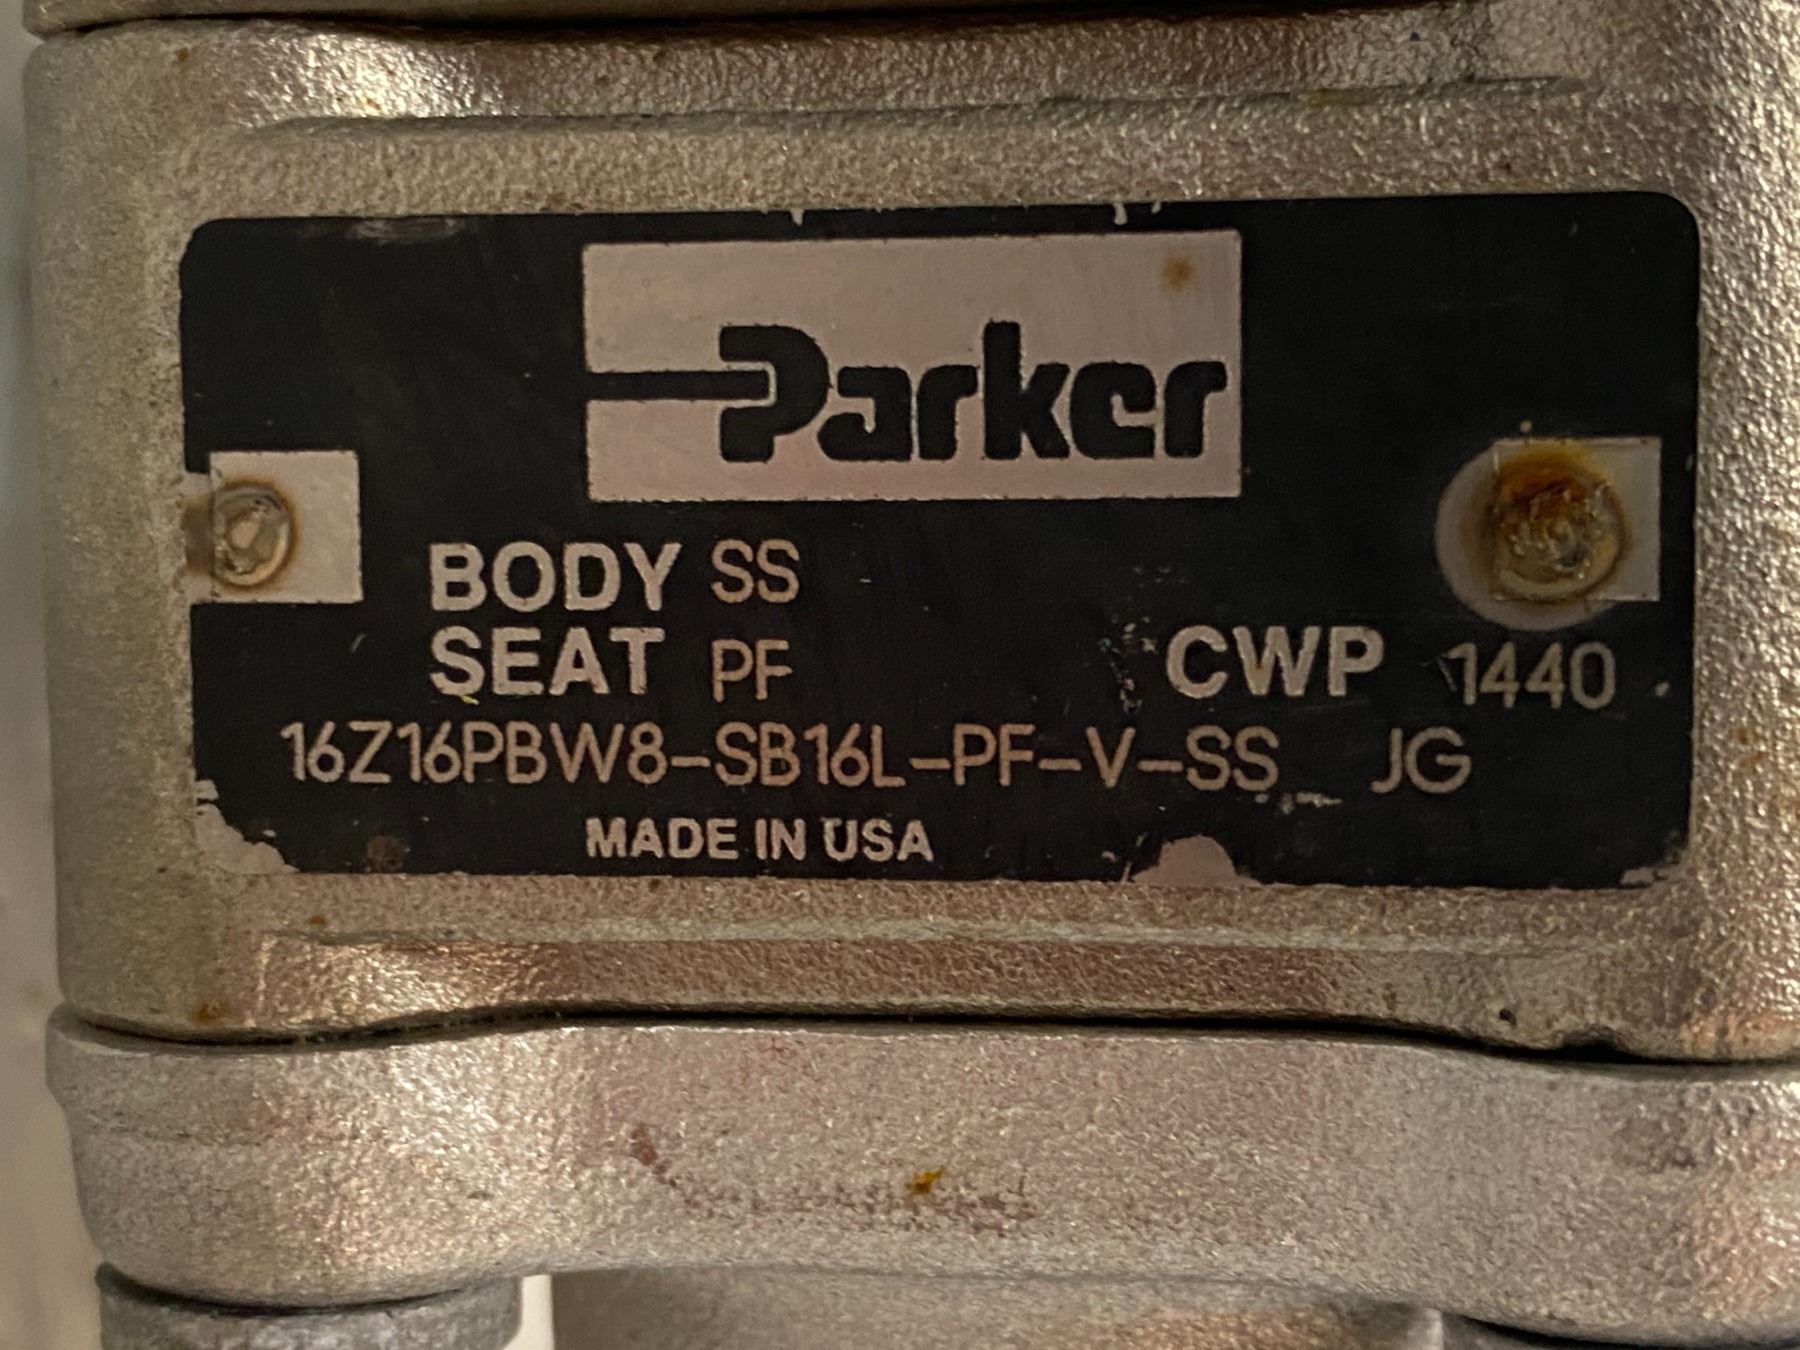 Parker
BODY SS
SEAT PF CWP 1440
16Z16PBW8-SB16L-PF-V-SS JG
MADE IN USA